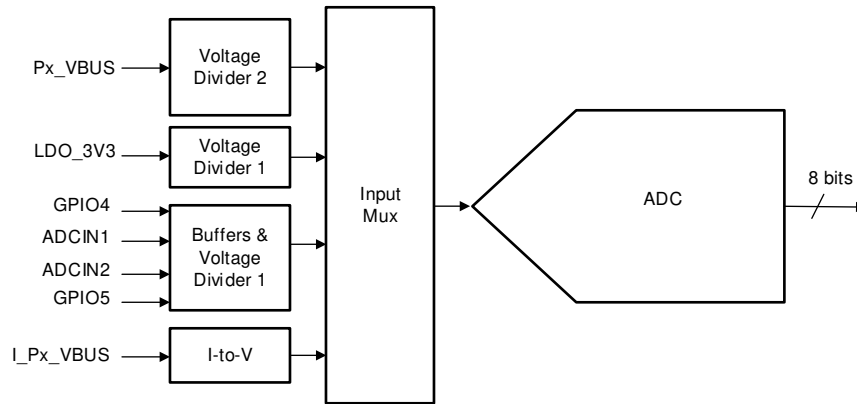 Px_VBUS
Voltage
Divider 2
LDO_3V3
Voltage
Divider 1
GPIO4
ADCIN1
ADCIN2
GPIO5
Buffers &
Voltage
Divider 1
I_Px_VBUS
I-to-V
Input
Mux
ADC
8 bits